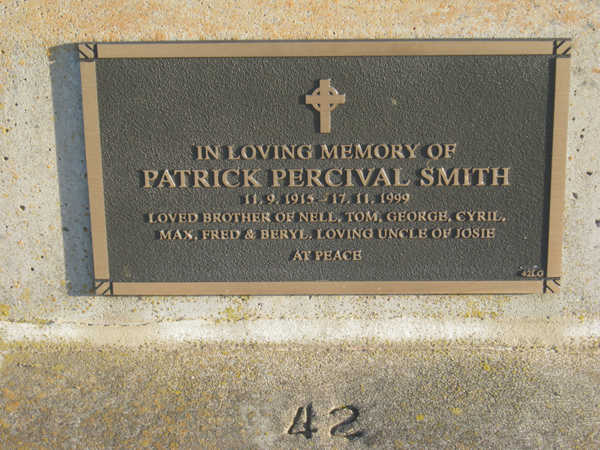 IN LOVING MEMORY OF
PATRICK PERCIVAL SMITH
11. 9. 1915 - 17. 11. 1999
LOVED BROTHER OF NELL, TOM, GEORGE, CYRIL,
MAX, FRED & BERYL. LOVING UNCLE OF JOSIE
AT PEACE
42LG
42